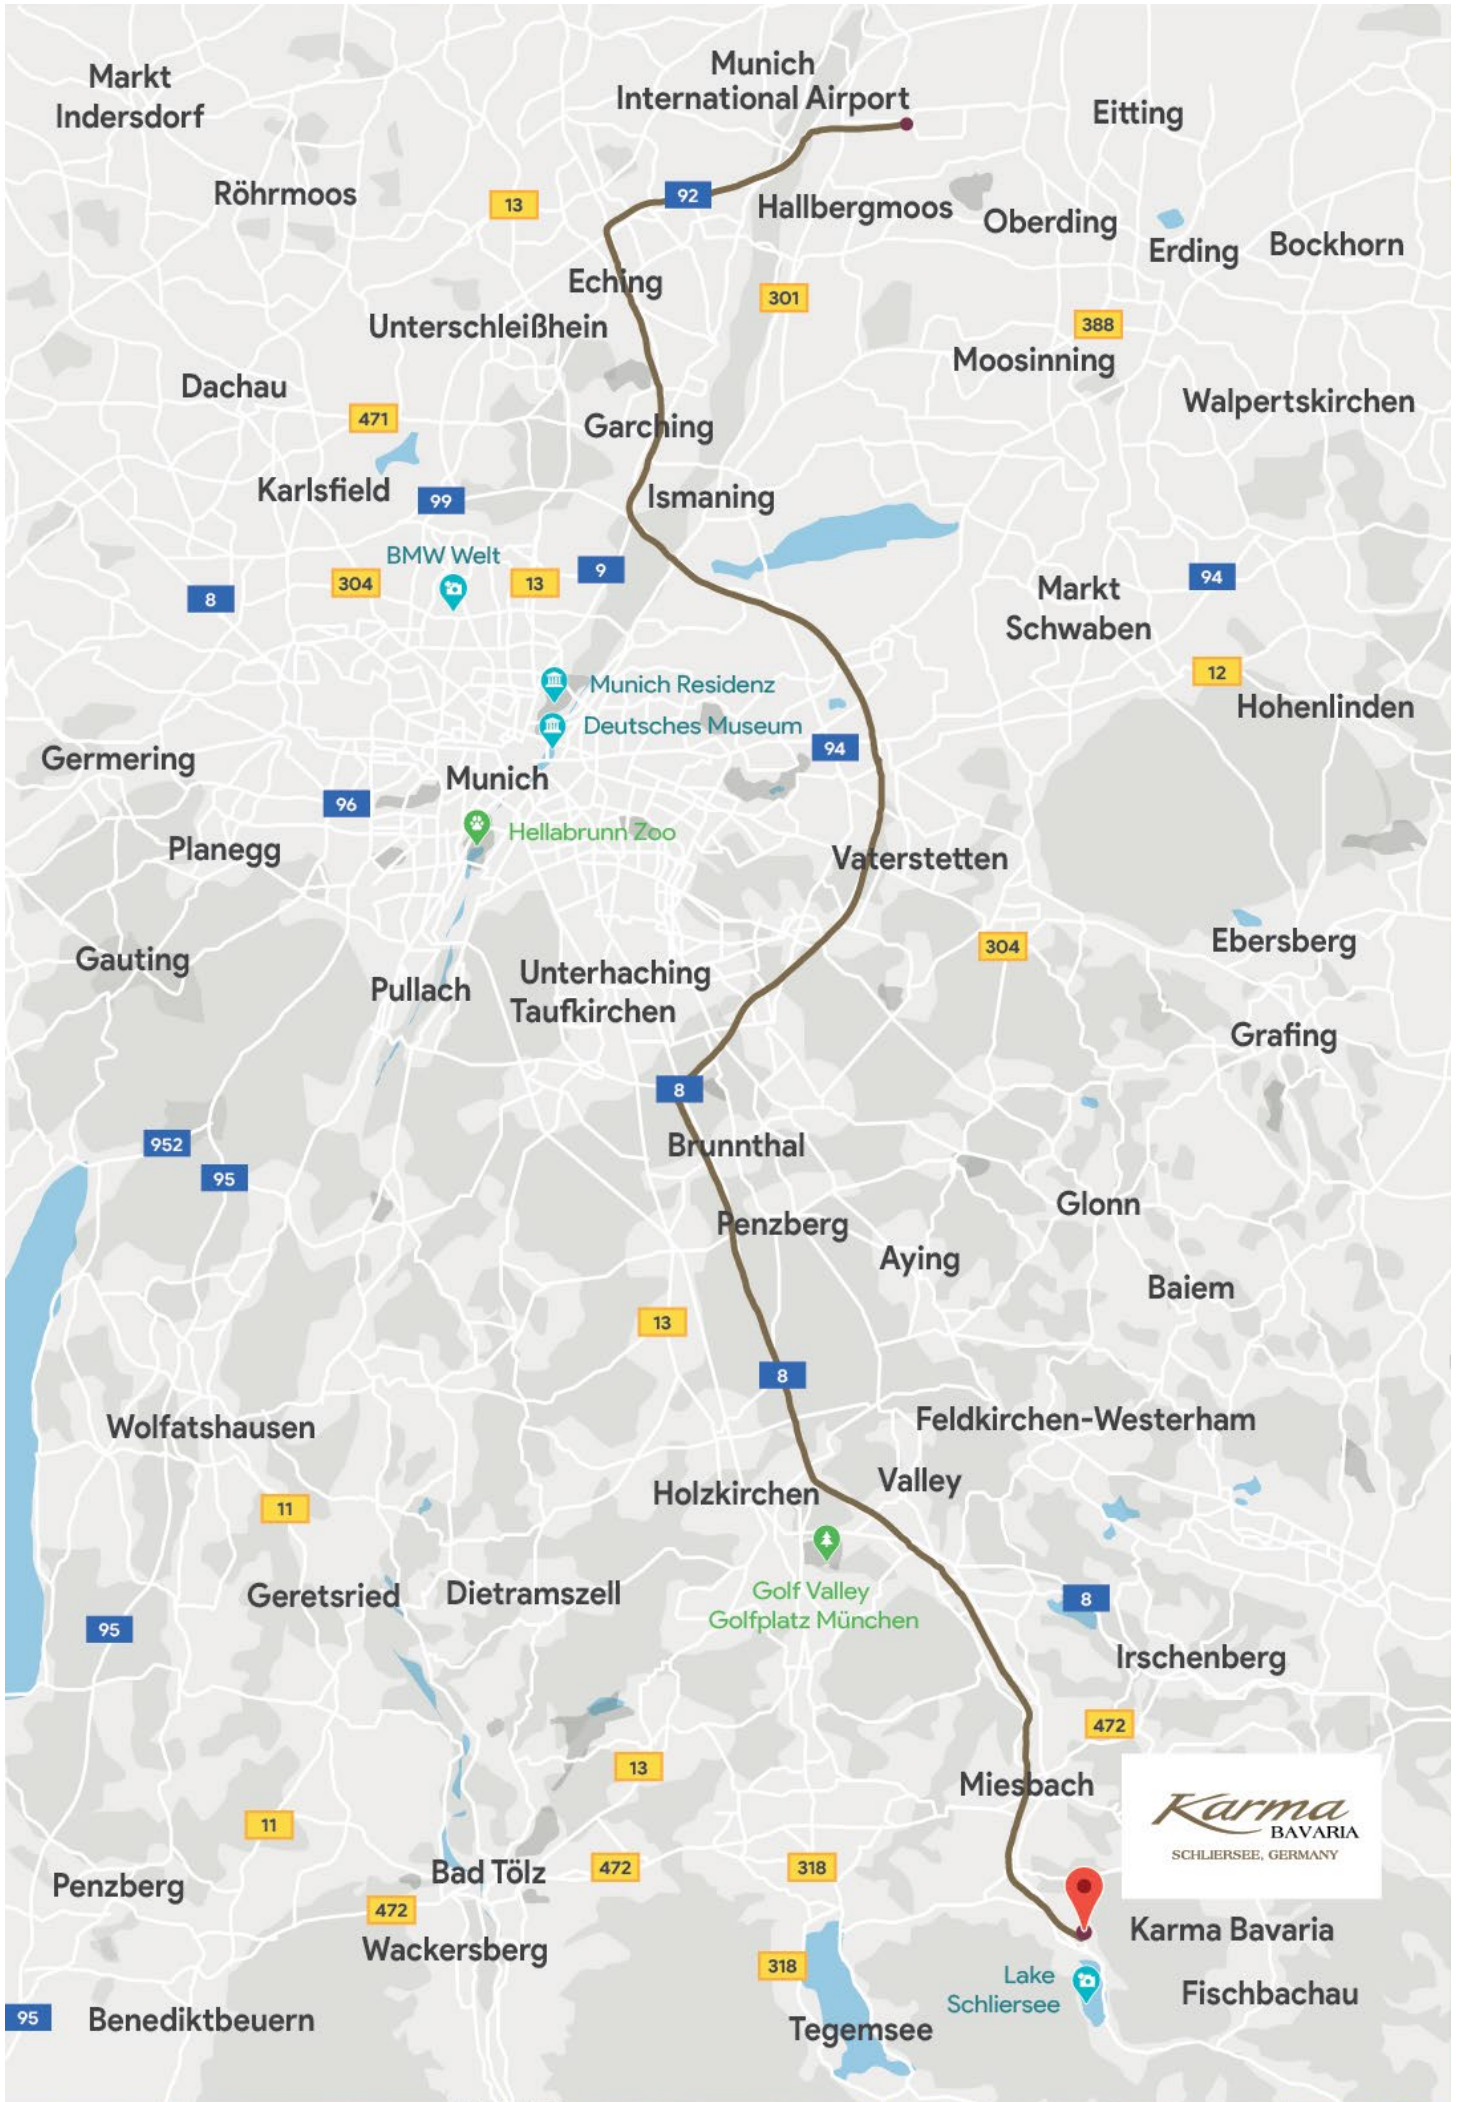 Markt
Indersdorf
Munich
International Airport
Eitting
Röhrmoos
13
92
Hallbergmoos
Oberding
Erding
Bockhorn
Eching
301
Unterschleißhein
388
Moosinning
Dachau
Walpertskirchen
471
Garching
Karlsfield
99
Ismaning
BMW Welt
304
13
9
8
94
Markt
Schwaben
12
Munich Residenz
Hohenlinden
Deutsches Museum
94
Germering
Munich
96
Hellabrunn Zoo
Planegg
Vaterstetten
304
Ebersberg
Gauting
Pullach
Unterhaching
Taufkirchen
Grafing
8
952
Brunnthal
95
Glonn
Penzberg
Aying
Baiem
13
8
Wolfatshausen
Feldkirchen-Westerham
Holzkirchen
Valley
11
Geretsried
Dietramszell
Golf Valley
Golfplatz München
8
95
Irschenberg
472
13
Miesbach
Karma
BAVARIA
SCHLIERSEE, GERMANY
11
Penzberg
Bad Tölz
472
318
472
Wackersberg
Karma Bavaria
318
Lake
Schliersee
Fischbachau
95
Benediktbeuern
Tegemsee